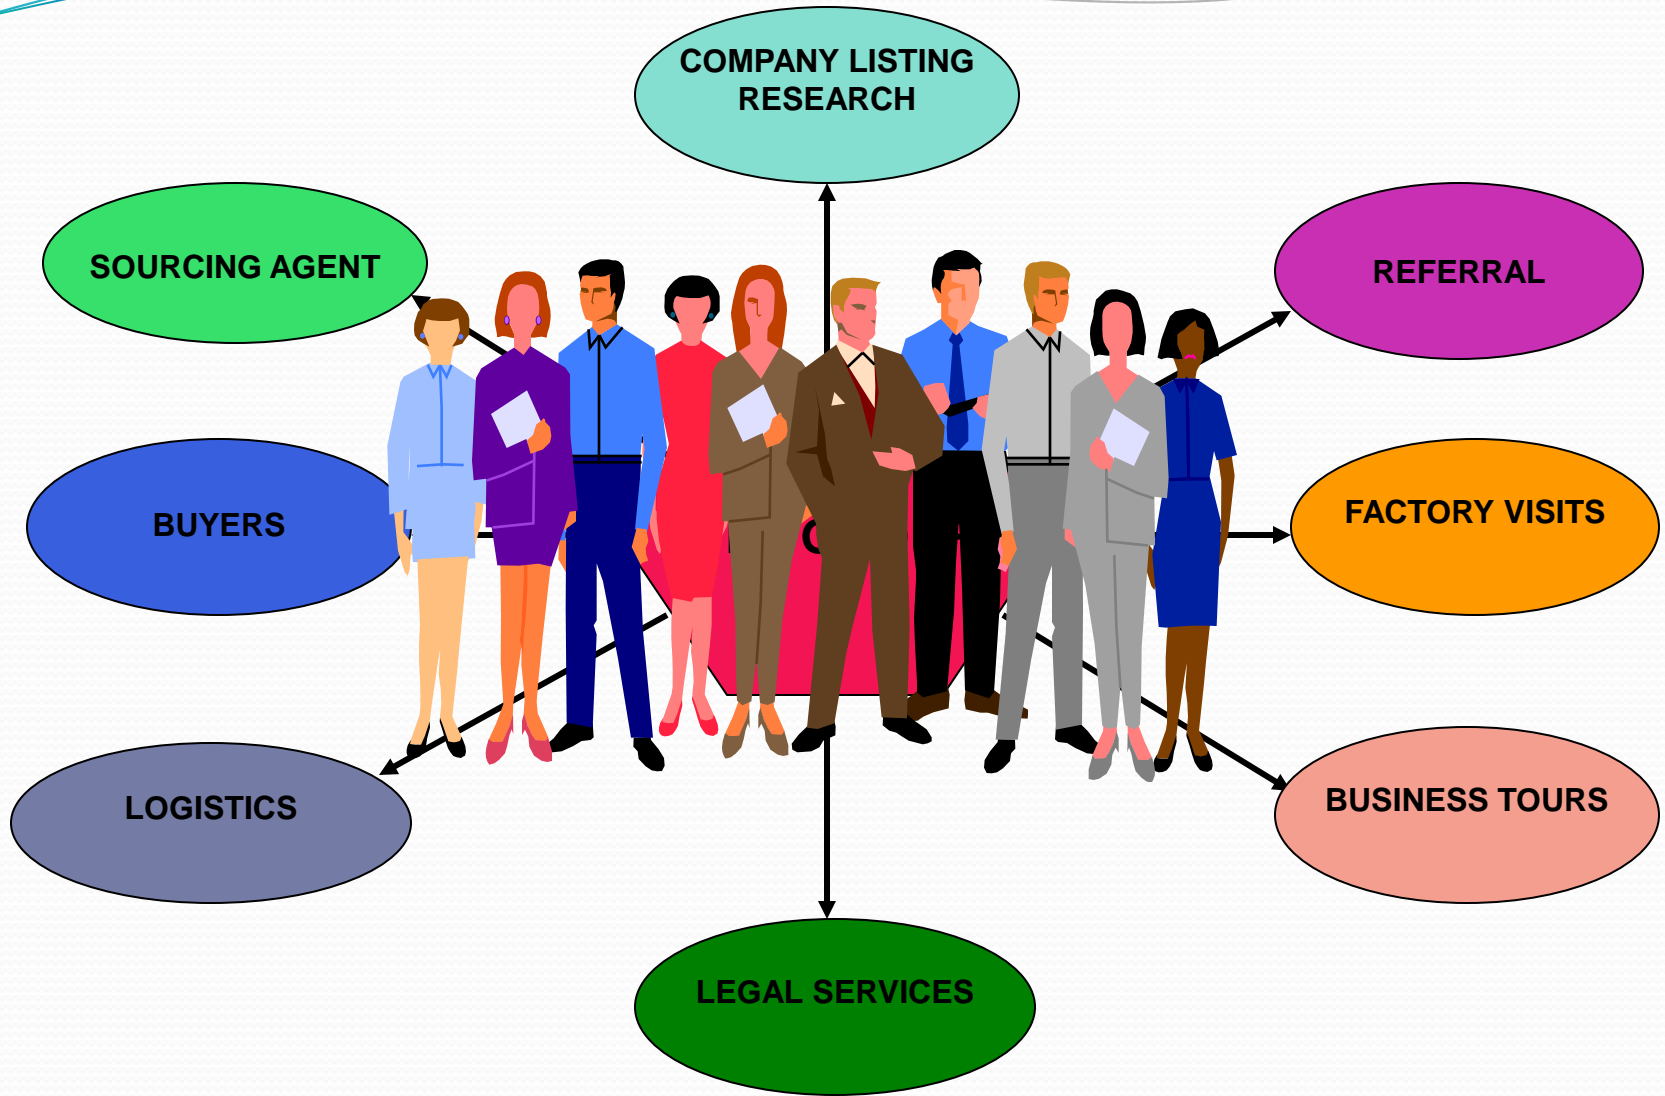 COMPANY LISTING
RESEARCH
SOURCING AGENT
REFERRAL
BUYERS
FACTORY VISITS
LOGISTICS
BUSINESS TOURS
LEGAL SERVICES